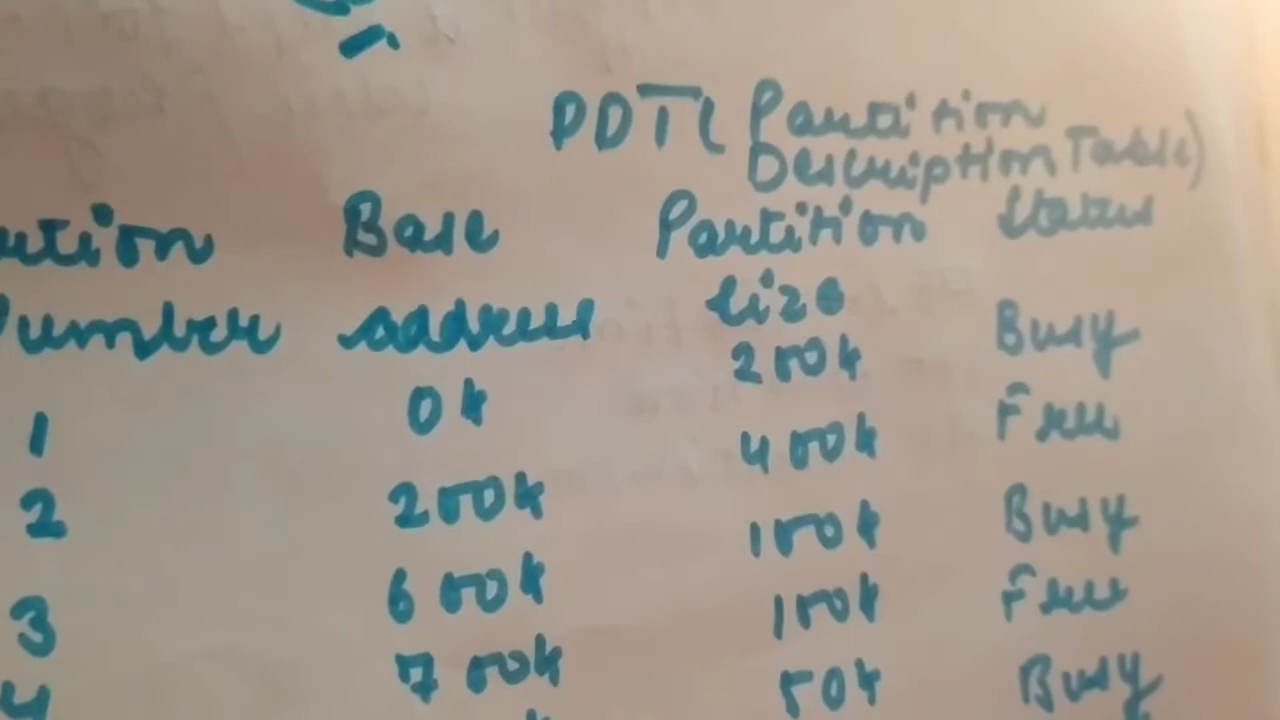 PDT( Partition
Description Table)
ution Base Partition Status
Number address Size
1 0k 200k Busy
2 200k 400k Free
3 600k 100k Busy
4 700k 100k Free
50k Busy